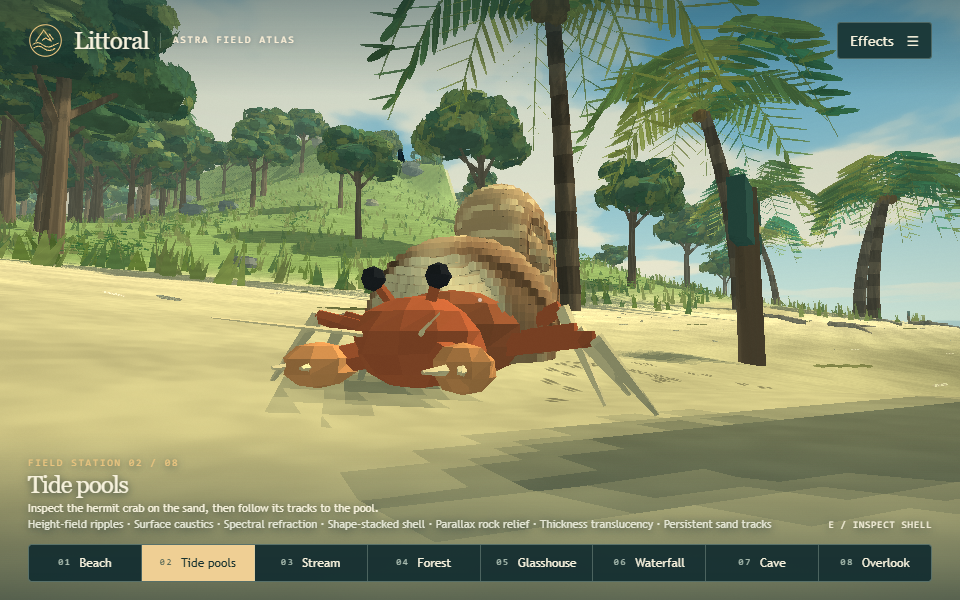 Littoral
ASTRA FIELD ATLAS
Effects
FIELD STATION 02 / 08
Tide pools
Inspect the hermit crab on the sand, then follow its tracks to the pool.
Height-field ripples · Surface caustics · Spectral refraction · Shape-stacked shell · Parallax rock relief · Thickness translucency · Persistent sand tracks
E / INSPECT SHELL
01 Beach
02 Tide pools
03 Stream
04 Forest
05 Glasshouse
06 Waterfall
07 Cave
08 Overlook